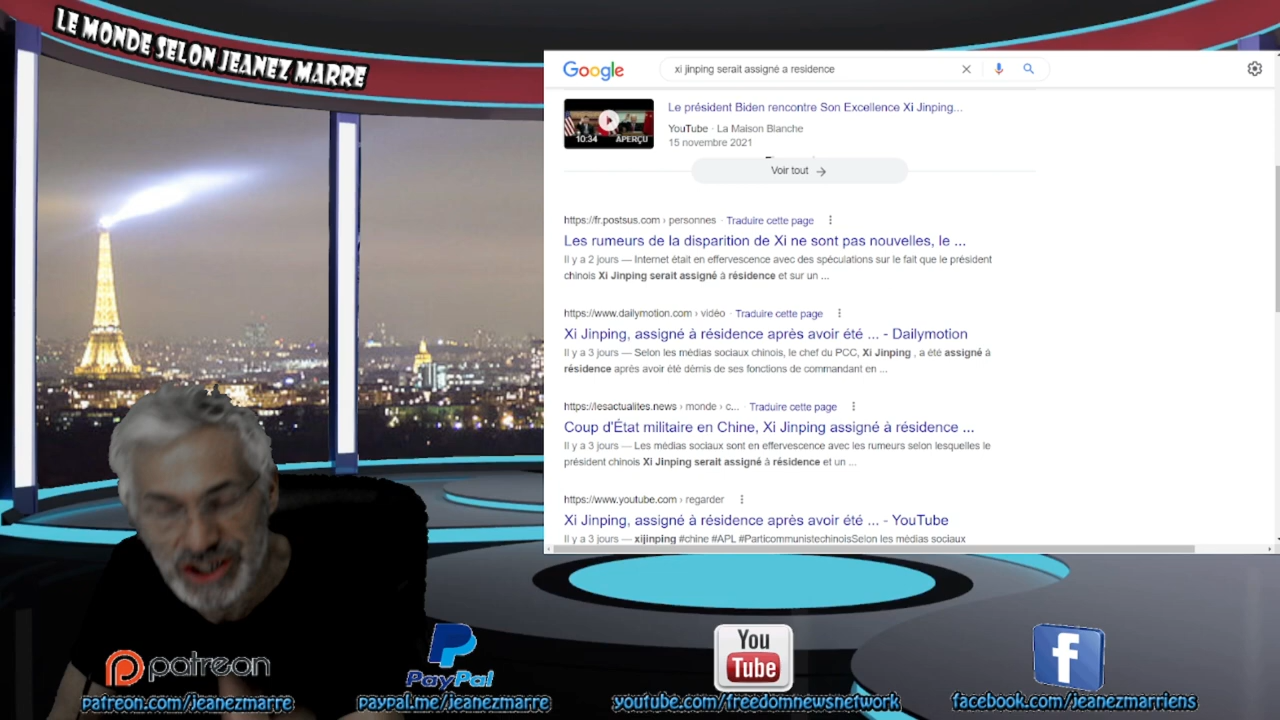 LE MONDE SELON JEANEZ MARRE
Google
xi jinping serait assigné a residence
10:34 APERÇU
Le président Biden rencontre Son Excellence Xi Jinping...
YouTube · La Maison Blanche
15 novembre 2021
Voir tout →
https://fr.postsus.com › personnes · Traduire cette page
Les rumeurs de la disparition de Xi ne sont pas nouvelles, le ...
Il y a 2 jours — Internet était en effervescence avec des spéculations sur le fait que le président
chinois Xi Jinping serait assigné à résidence et sur un ...
https://www.dailymotion.com › vidéo · Traduire cette page
Xi Jinping, assigné à résidence après avoir été ... - Dailymotion
Il y a 3 jours — Selon les médias sociaux chinois, le chef du PCC, Xi Jinping , a été assigné à
résidence après avoir été démis de ses fonctions de commandant en ...
https://lesactualites.news › monde › c... · Traduire cette page
Coup d'État militaire en Chine, Xi Jinping assigné à résidence ...
Il y a 3 jours — Les médias sociaux sont en effervescence avec les rumeurs selon lesquelles le
président chinois Xi Jinping serait assigné à résidence et un ...
https://www.youtube.com › regarder
Xi Jinping, assigné à résidence après avoir été ... - YouTube
Il y a 3 jours — xijinping #chine #APL #ParticommunistechinoisSelon les médias sociaux
patreon
patreon.com/jeanezmarre
PayPal
paypal.me/jeanezmarre
You
Tube
youtube.com/freedomnewsnetwork
f
facebook.com/jeanezmarriens